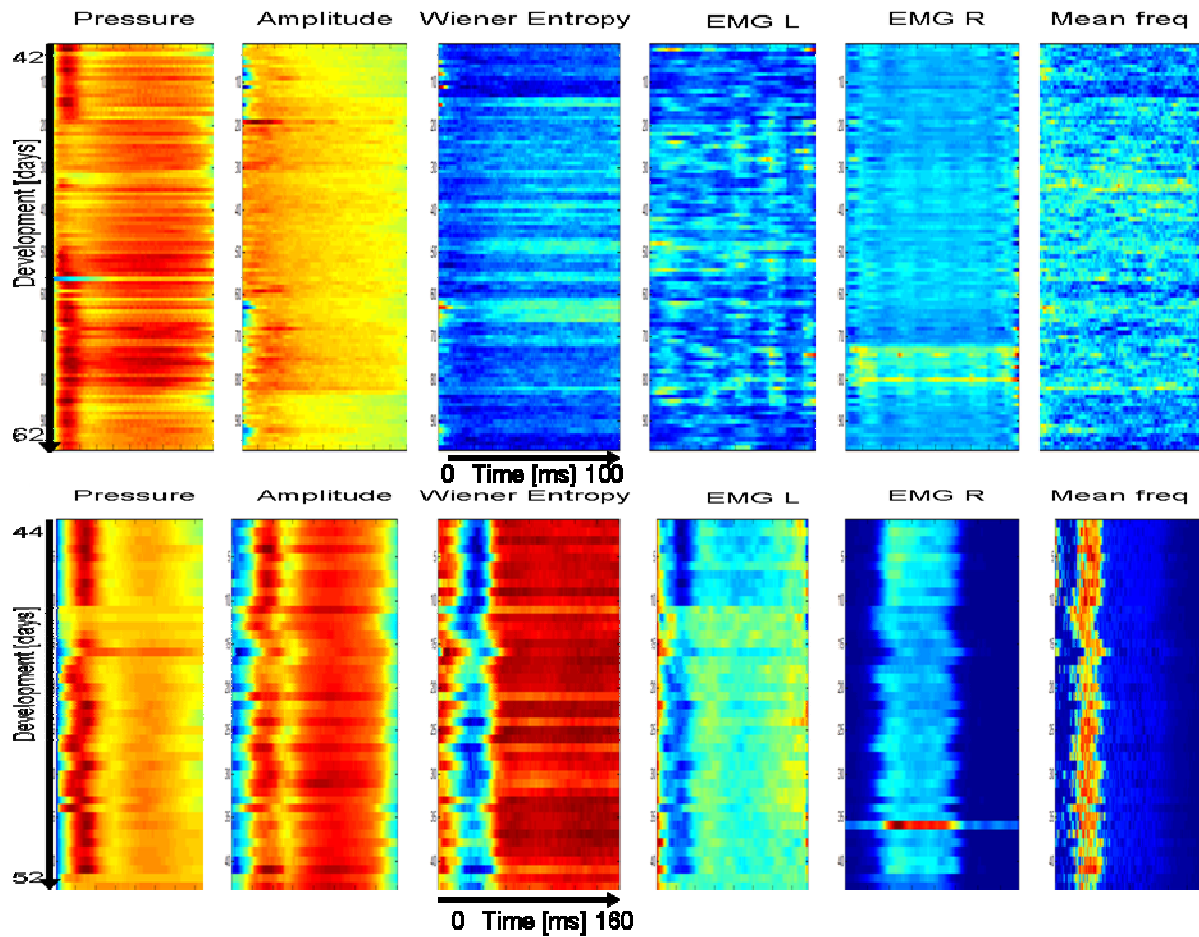 Pressure Amplitude Wiener Entropy EMG L EMG R Mean freq
42
Development [days]
62
0 Time [ms] 100
Pressure Amplitude Wiener Entropy EMG L EMG R Mean freq
44
Development [days]
52
0 Time [ms] 160